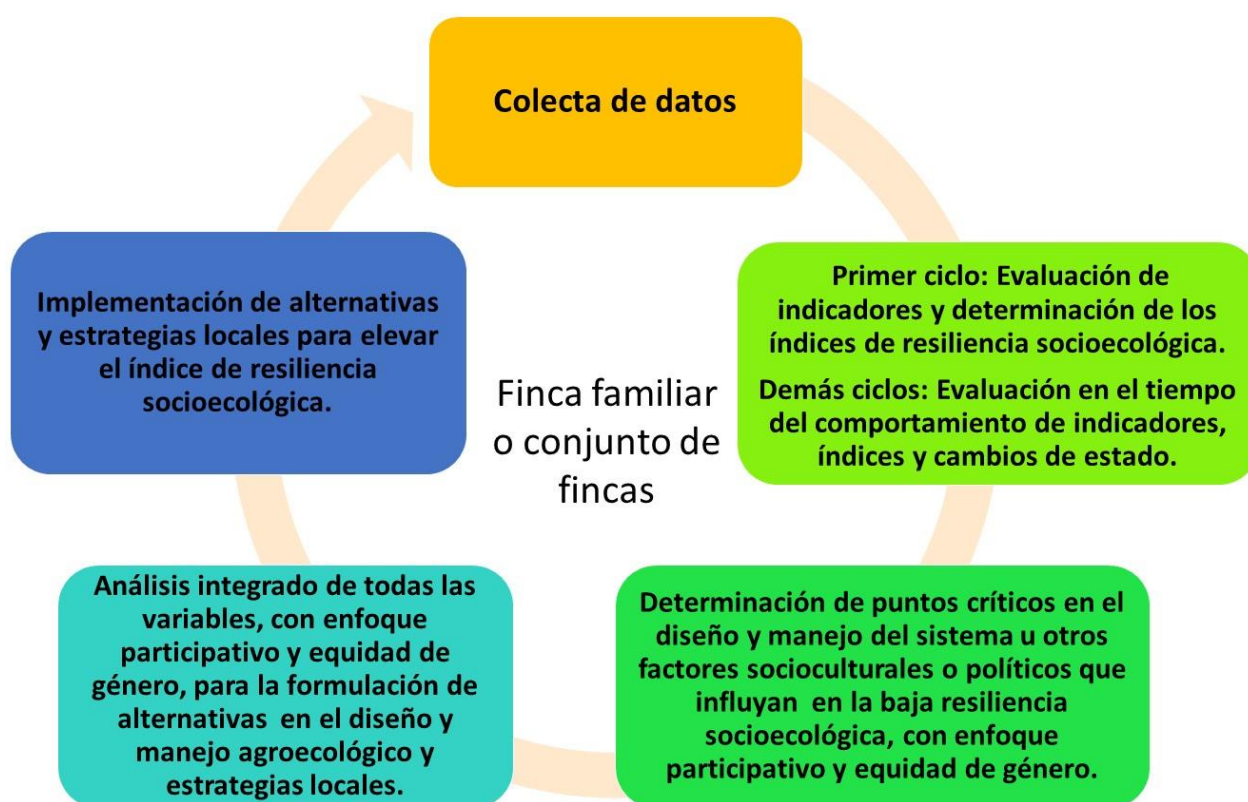 Colecta de datos
Primer ciclo: Evaluación de
indicadores y determinación de los
índices de resiliencia socioecológica.
Demás ciclos: Evaluación en el tiempo
del comportamiento de indicadores,
índices y cambios de estado.
Determinación de puntos críticos en el
diseño y manejo del sistema u otros
factores socioculturales o políticos que
influyan en la baja resiliencia
socioecológica, con enfoque
participativo y equidad de género.
Análisis integrado de todas las
variables, con enfoque
participativo y equidad de
género, para la formulación de
alternativas en el diseño y
manejo agroecológico y
estrategias locales.
Implementación de alternativas
y estrategias locales para elevar
el índice de resiliencia
socioecológica.
Finca familiar
o conjunto de
fincas